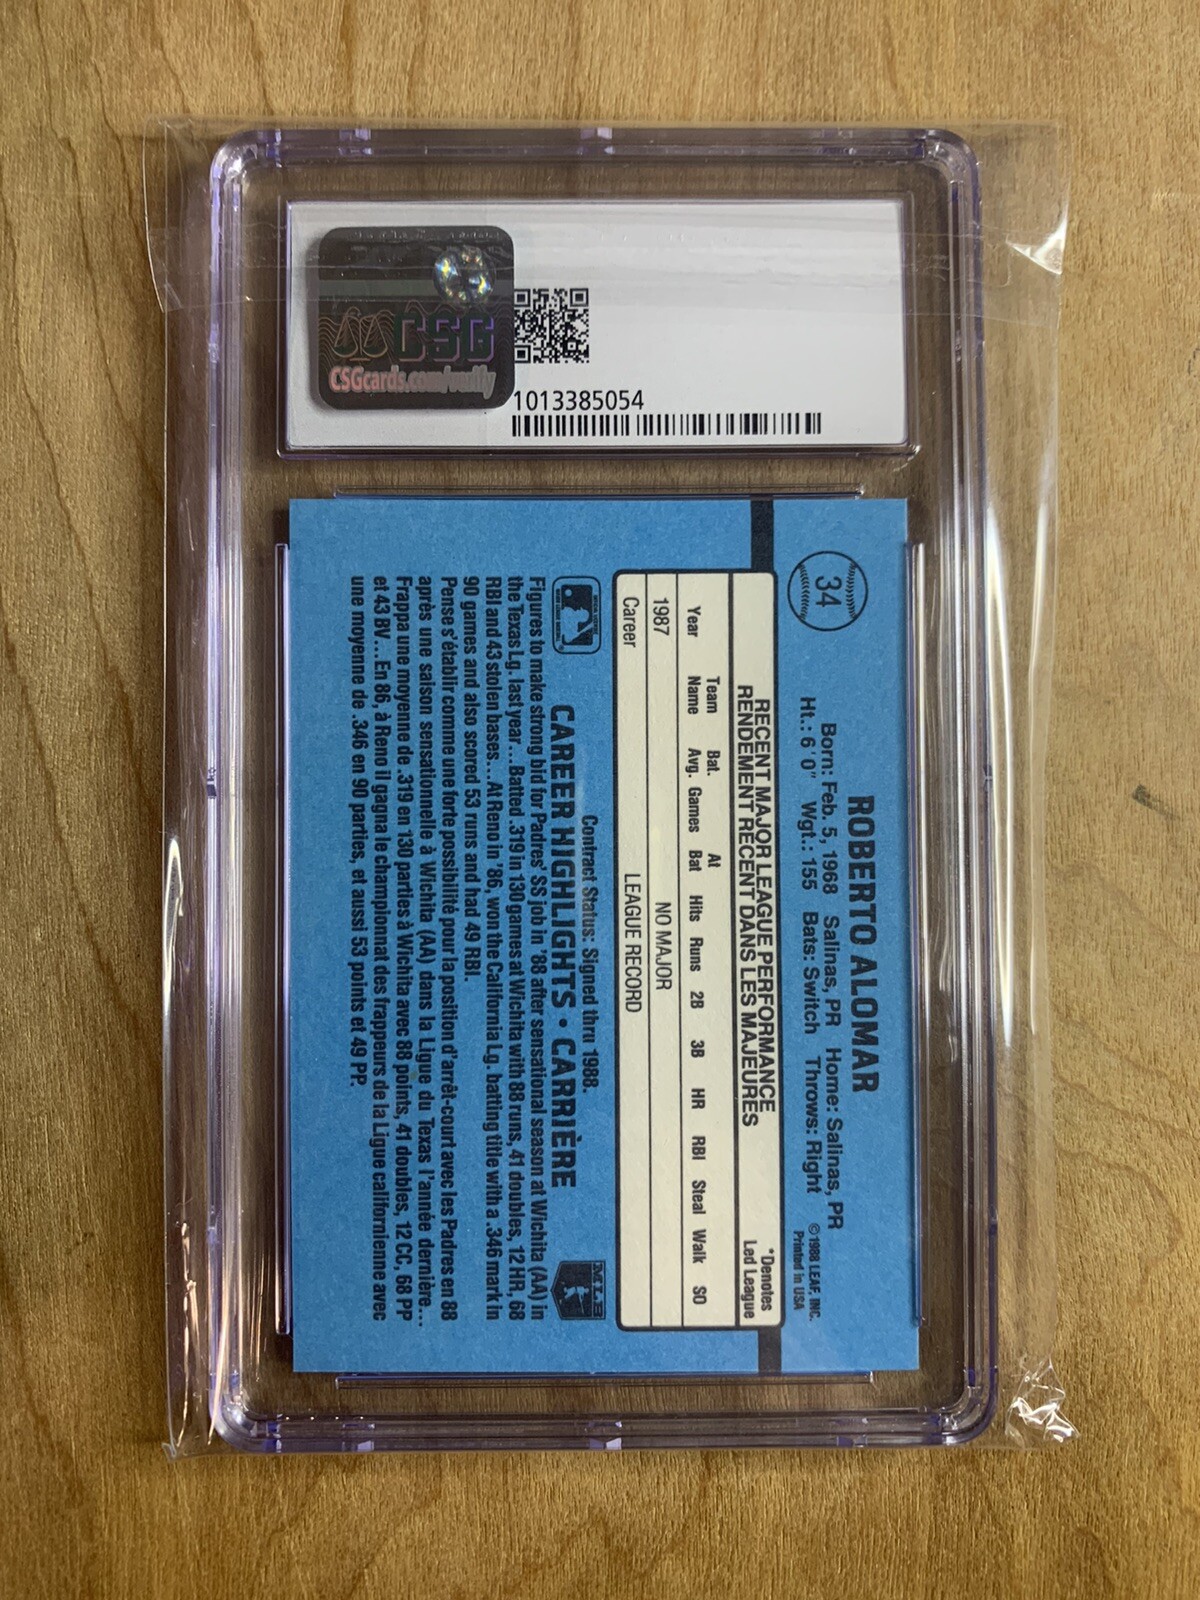 CSG
CSGcards.com/verify
1013385054
34
ROBERTO ALOMAR
Born: Feb. 5, 1968 Salinas, PR Home: Salinas, PR
Ht.: 6'0" Wgt.: 155 Bats: Switch Throws: Right
©1988 LEAF, INC.
Printed in USA
RECENT MAJOR LEAGUE PERFORMANCE
RENDEMENT RÉCENT DANS LES MAJEURES
*Denotes
Led League
Year Team Name Bat. Avg. Games At Bat Hits Runs 2B 3B HR RBI Steal Walk SO
1987 NO MAJOR
Career LEAGUE RECORD
Contract Status: Signed thru 1988.
CAREER HIGHLIGHTS • CARRIÈRE
MLB
Figures to make strong bid for Padres' SS job in '88 after sensational season at Wichita (AA) in
the Texas Lg. last year...Batted .319 in 130 games at Wichita with 88 runs, 41 doubles, 12 HR, 68
RBI and 43 stolen bases...At Reno in '86, won the California Lg. batting title with a .346 mark in
90 games and also scored 53 runs and had 49 RBI.
Pense s'établir comme une forte possibilité pour la position d'arrêt-court avec les Padres en 88
après une saison sensationnelle à Wichita (AA) dans la Ligue du Texas l'année dernière...
Frappa une moyenne de .319 en 130 parties à Wichita avec 88 points, 41 doubles, 12 CC, 68 PP
et 43 BV...En 86, à Reno il gagna le championnat des frappeurs de la Ligue californienne avec
une moyenne de .346 en 90 parties, et aussi 53 points et 49 PP.